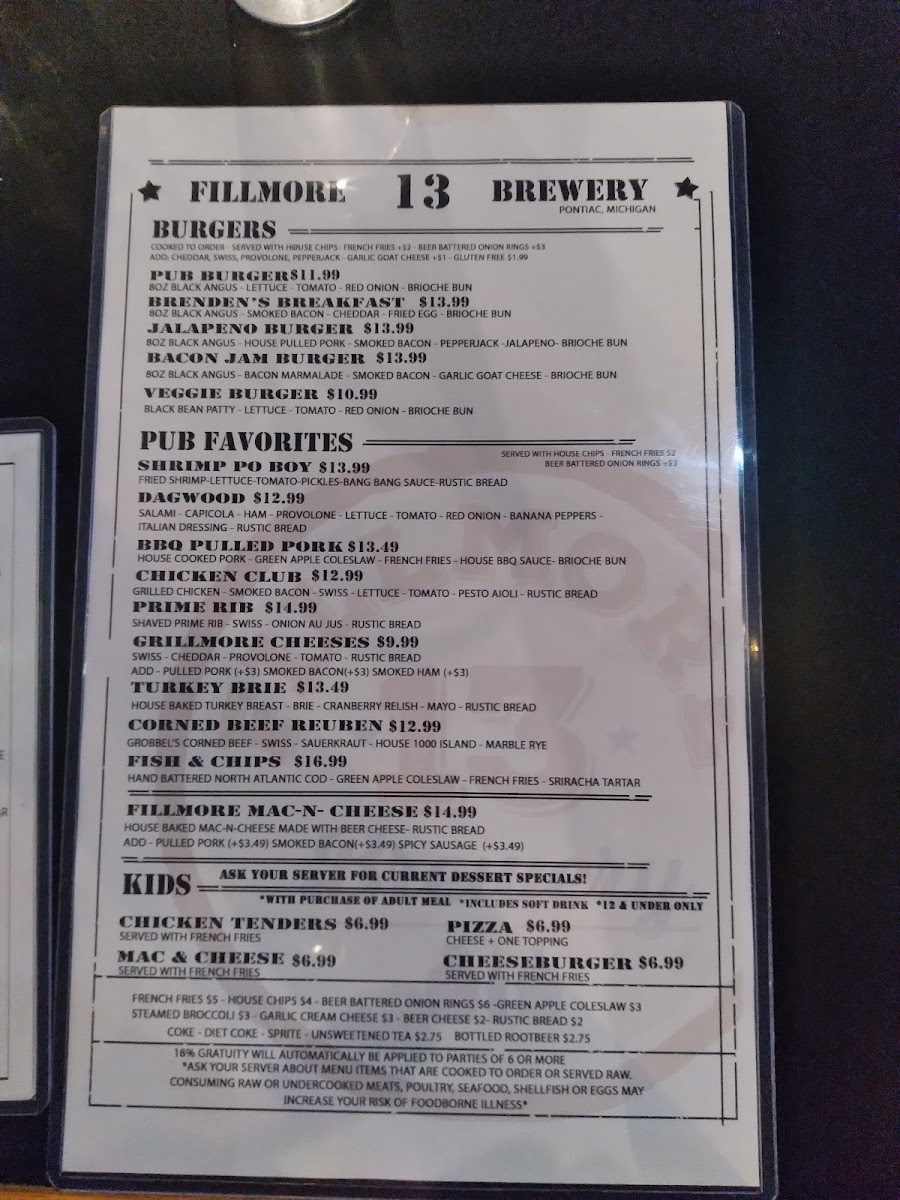 FILLMORE 13 BREWERY
PONTIAC, MICHIGAN
BURGERS
COOKED TO ORDER - SERVED WITH HOUSE CHIPS - FRENCH FRIES +$2 - BEER BATTERED ONION RINGS +$3
ADD: CHEDDAR, SWISS, PROVOLONE, PEPPERJACK - GARLIC GOAT CHEESE +$1 - GLUTEN FREE $1.99
PUB BURGER $11.99
8OZ BLACK ANGUS - LETTUCE - TOMATO - RED ONION - BRIOCHE BUN
BRENDEN'S BREAKFAST $13.99
8OZ BLACK ANGUS - SMOKED BACON - CHEDDAR - FRIED EGG - BRIOCHE BUN
JALAPENO BURGER $13.99
8OZ BLACK ANGUS - HOUSE PULLED PORK - SMOKED BACON - PEPPERJACK -JALAPENO- BRIOCHE BUN
BACON JAM BURGER $13.99
8OZ BLACK ANGUS - BACON MARMALADE - SMOKED BACON - GARLIC GOAT CHEESE - BRIOCHE BUN
VEGGIE BURGER $10.99
BLACK BEAN PATTY - LETTUCE - TOMATO - RED ONION - BRIOCHE BUN
PUB FAVORITES
SERVED WITH HOUSE CHIPS - FRENCH FRIES $2
BEER BATTERED ONION RINGS +$3
SHRIMP PO BOY $13.99
FRIED SHRIMP-LETTUCE-TOMATO-PICKLES-BANG BANG SAUCE-RUSTIC BREAD
DAGWOOD $12.99
SALAMI - CAPICOLA - HAM - PROVOLONE - LETTUCE - TOMATO - RED ONION - BANANA PEPPERS -
ITALIAN DRESSING - RUSTIC BREAD
BBQ PULLED PORK $13.49
HOUSE COOKED PORK - GREEN APPLE COLESLAW - FRENCH FRIES - HOUSE BBQ SAUCE- BRIOCHE BUN
CHICKEN CLUB $12.99
GRILLED CHICKEN - SMOKED BACON - SWISS - LETTUCE - TOMATO - PESTO AIOLI - RUSTIC BREAD
PRIME RIB $14.99
SHAVED PRIME RIB - SWISS - ONION AU JUS - RUSTIC BREAD
GRILLMORE CHEESES $9.99
SWISS - CHEDDAR - PROVOLONE - TOMATO - RUSTIC BREAD
ADD - PULLED PORK (+$3) SMOKED BACON(+$3) SMOKED HAM (+$3)
TURKEY BRIE $13.49
HOUSE BAKED TURKEY BREAST - BRIE - CRANBERRY RELISH - MAYO - RUSTIC BREAD
CORNED BEEF REUBEN $12.99
GROBBEL'S CORNED BEEF - SWISS - SAUERKRAUT - HOUSE 1000 ISLAND - MARBLE RYE
FISH & CHIPS $16.99
HAND BATTERED NORTH ATLANTIC COD - GREEN APPLE COLESLAW - FRENCH FRIES - SRIRACHA TARTAR
FILLMORE MAC-N- CHEESE $14.99
HOUSE BAKED MAC-N-CHEESE MADE WITH BEER CHEESE- RUSTIC BREAD
ADD - PULLED PORK (+$3.49) SMOKED BACON(+$3.49) SPICY SAUSAGE (+$3.49)
ASK YOUR SERVER FOR CURRENT DESSERT SPECIALS!
KIDS
*WITH PURCHASE OF ADULT MEAL *INCLUDES SOFT DRINK *12 & UNDER ONLY
CHICKEN TENDERS $6.99
SERVED WITH FRENCH FRIES
PIZZA $6.99
CHEESE + ONE TOPPING
MAC & CHEESE $6.99
SERVED WITH FRENCH FRIES
CHEESEBURGER $6.99
SERVED WITH FRENCH FRIES
FRENCH FRIES $5 - HOUSE CHIPS $4 - BEER BATTERED ONION RINGS $6 -GREEN APPLE COLESLAW $3
STEAMED BROCCOLI $3 - GARLIC CREAM CHEESE $3 - BEER CHEESE $2- RUSTIC BREAD $2
COKE - DIET COKE - SPRITE - UNSWEETENED TEA $2.75 BOTTLED ROOTBEER $2.75
18% GRATUITY WILL AUTOMATICALLY BE APPLIED TO PARTIES OF 6 OR MORE
*ASK YOUR SERVER ABOUT MENU ITEMS THAT ARE COOKED TO ORDER OR SERVED RAW.
CONSUMING RAW OR UNDERCOOKED MEATS, POULTRY, SEAFOOD, SHELLFISH OR EGGS MAY
INCREASE YOUR RISK OF FOODBORNE ILLNESS*